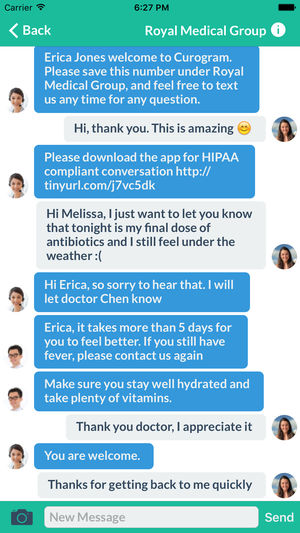 Carrier 6:27 PM
Back Royal Medical Group i
Erica Jones welcome to Curogram.
Please save this number under Royal
Medical Group, and feel free to text
us any time for any question.
Hi, thank you. This is amazing 😊
Please download the app for HIPAA
compliant conversation http://
tinyurl.com/j7vc5dk
Hi Melissa, I just want to let you know
that tonight is my final dose of
antibiotics and I still feel under the
weather :(
Hi Erica, so sorry to hear that. I will
let doctor Chen know
Erica, it takes more than 5 days for
you to feel better. If you still have
fever, please contact us again
Make sure you stay well hydrated and
take plenty of vitamins.
Thank you doctor, I appreciate it
You are welcome.
Thanks for getting back to me quickly
New Message Send